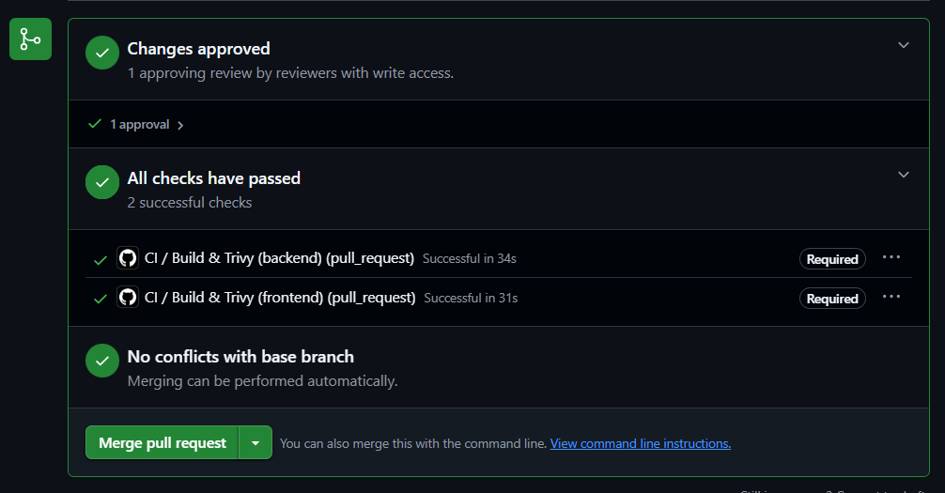 Changes approved
1 approving review by reviewers with write access.
1 approval
All checks have passed
2 successful checks
CI / Build & Trivy (backend) (pull_request) Successful in 34s Required
CI / Build & Trivy (frontend) (pull_request) Successful in 31s Required
No conflicts with base branch
Merging can be performed automatically.
Merge pull request You can also merge this with the command line. View command line instructions.